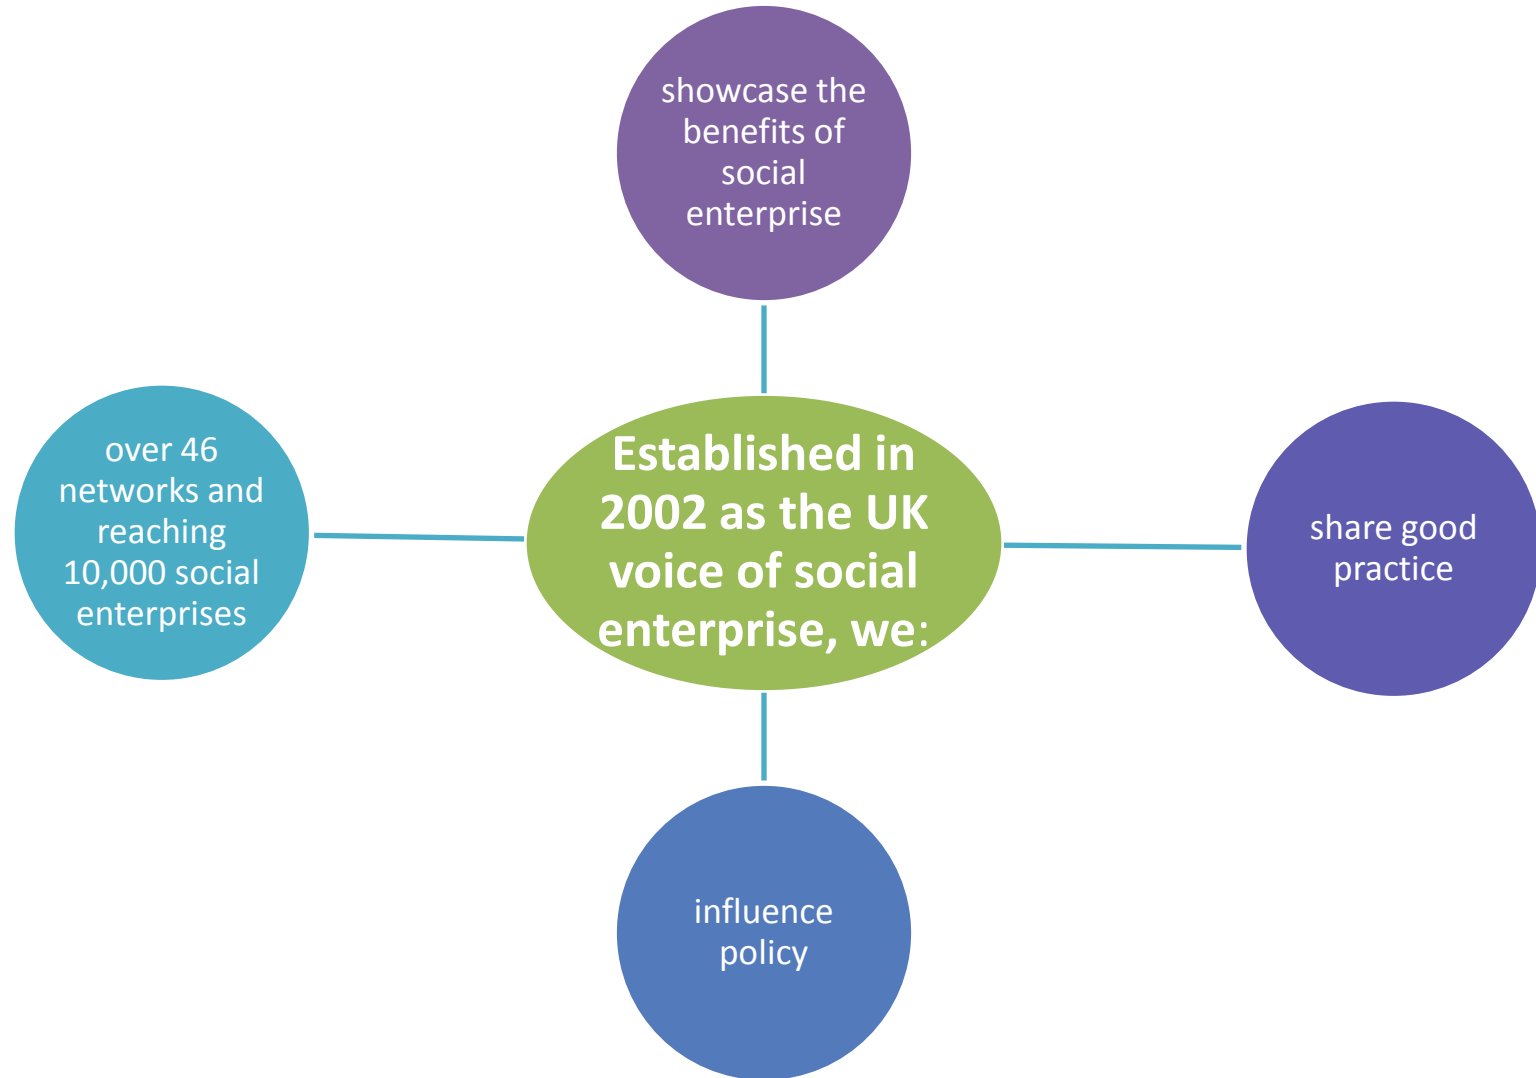 showcase the
benefits of
social
enterprise
over 46
networks and
reaching
10,000 social
enterprises
Established in
2002 as the UK
voice of social
enterprise, we:
share good
practice
influence
policy